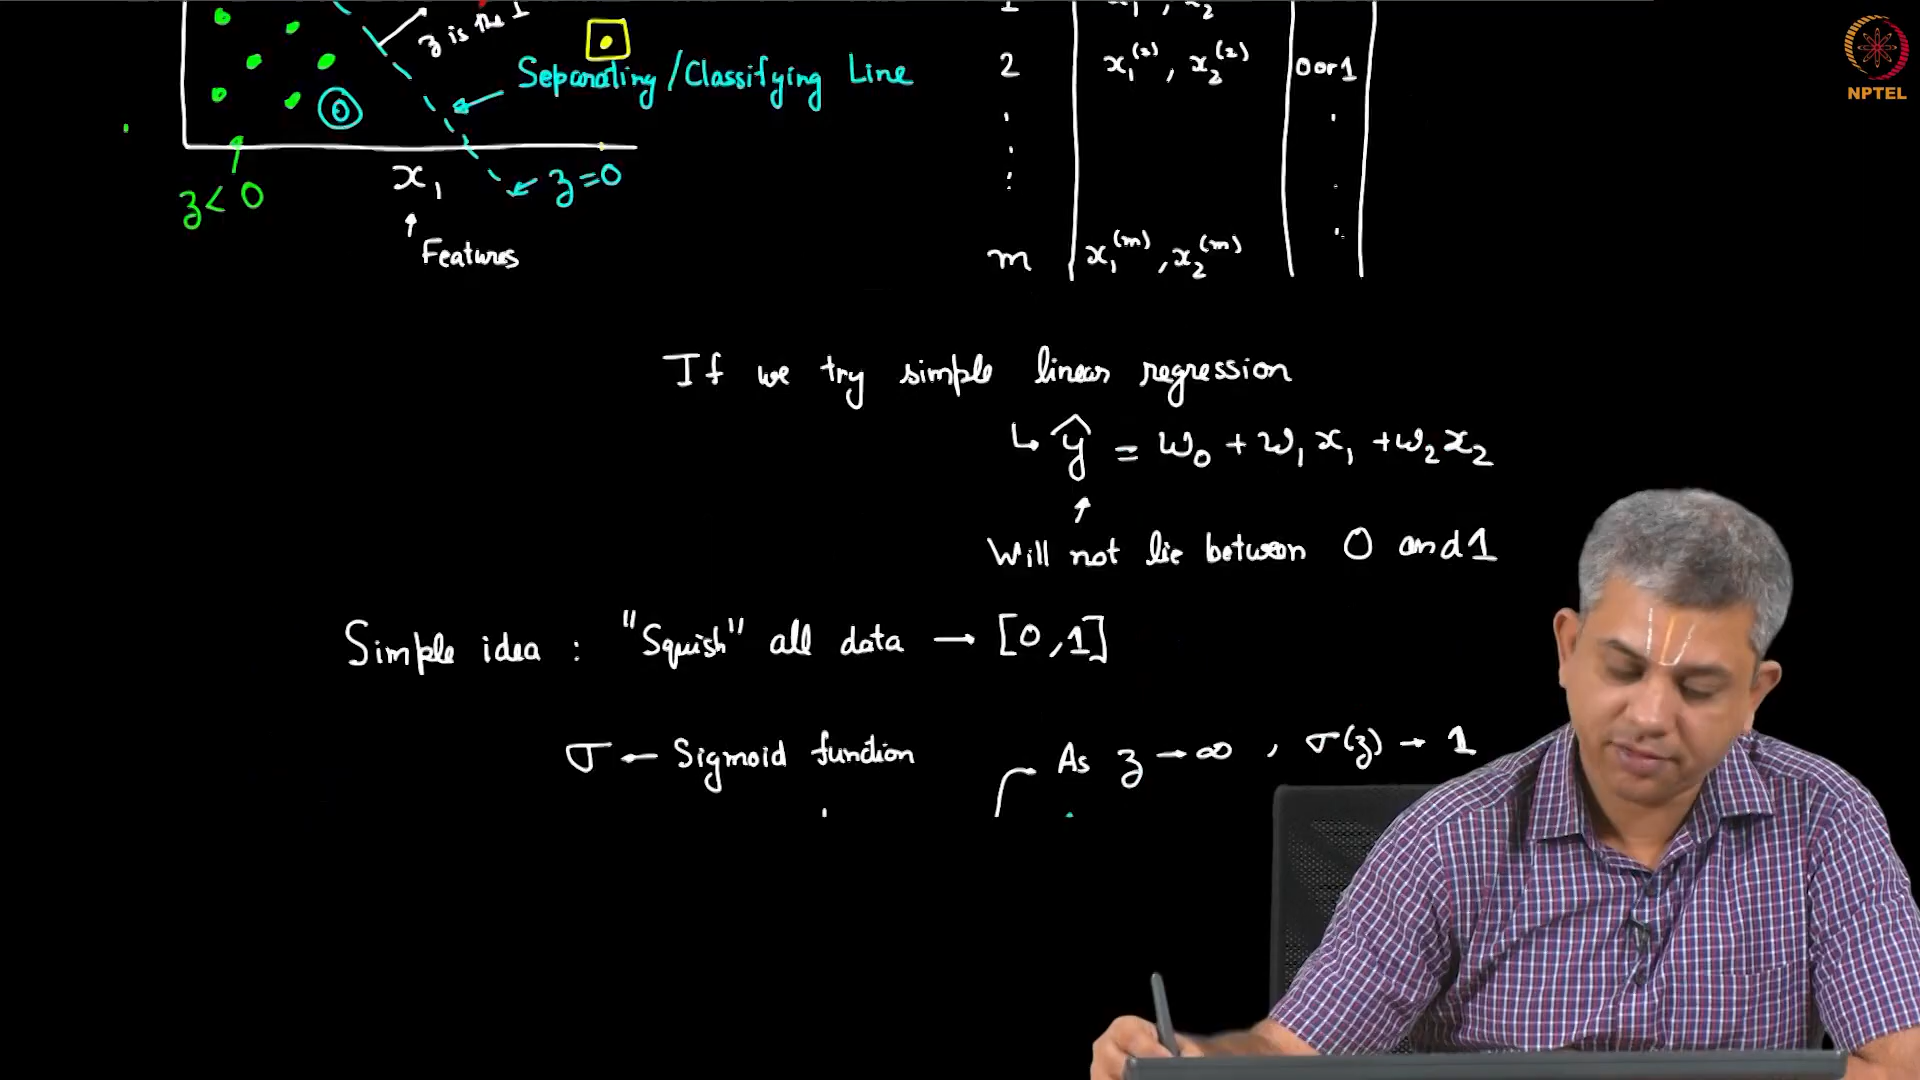 z is the ⊥
Separating/Classifying Line
z<0
x₁
z=0
Features
1
2 x₁⁽²⁾, x₂⁽²⁾ 0 or 1
m x₁⁽ᵐ⁾, x₂⁽ᵐ⁾
NPTEL
If we try simple linear regression
ŷ = w₀ + w₁x₁ + w₂x₂
Will not lie between 0 and 1
Simple idea : "Squish" all data → [0,1]
σ ← Sigmoid function
As z → ∞, σ(z) → 1